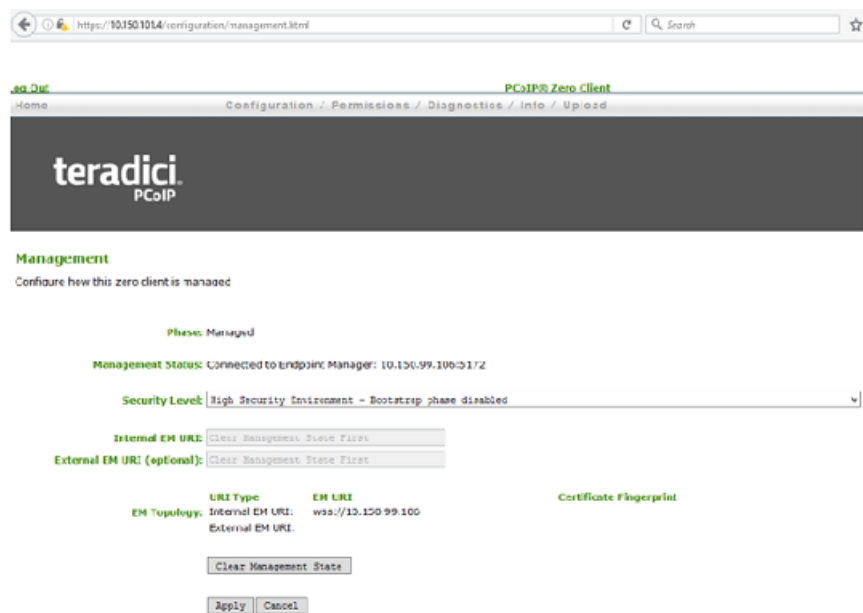 https://10.150.101.4/configuration/management.html
Search
Log Out
PCoIP® Zero Client
Home
Configuration / Permissions / Diagnostics / Info / Upload
teradici.
PCoIP
Management
Configure how this zero client is managed
Phase: Managed
Management Status: Connected to Endpoint Manager: 10.150.99.106:5172
Security Level: High Security Environment - Bootstrap phase disabled
Internal EM URI: Clear Management State First
External EM URI (optional): Clear Management State First
URI Type EM URI Certificate Fingerprint
EM Topology: Internal EM URI: wss://10.150.99.106
External EM URI:
Clear Management State
Apply Cancel